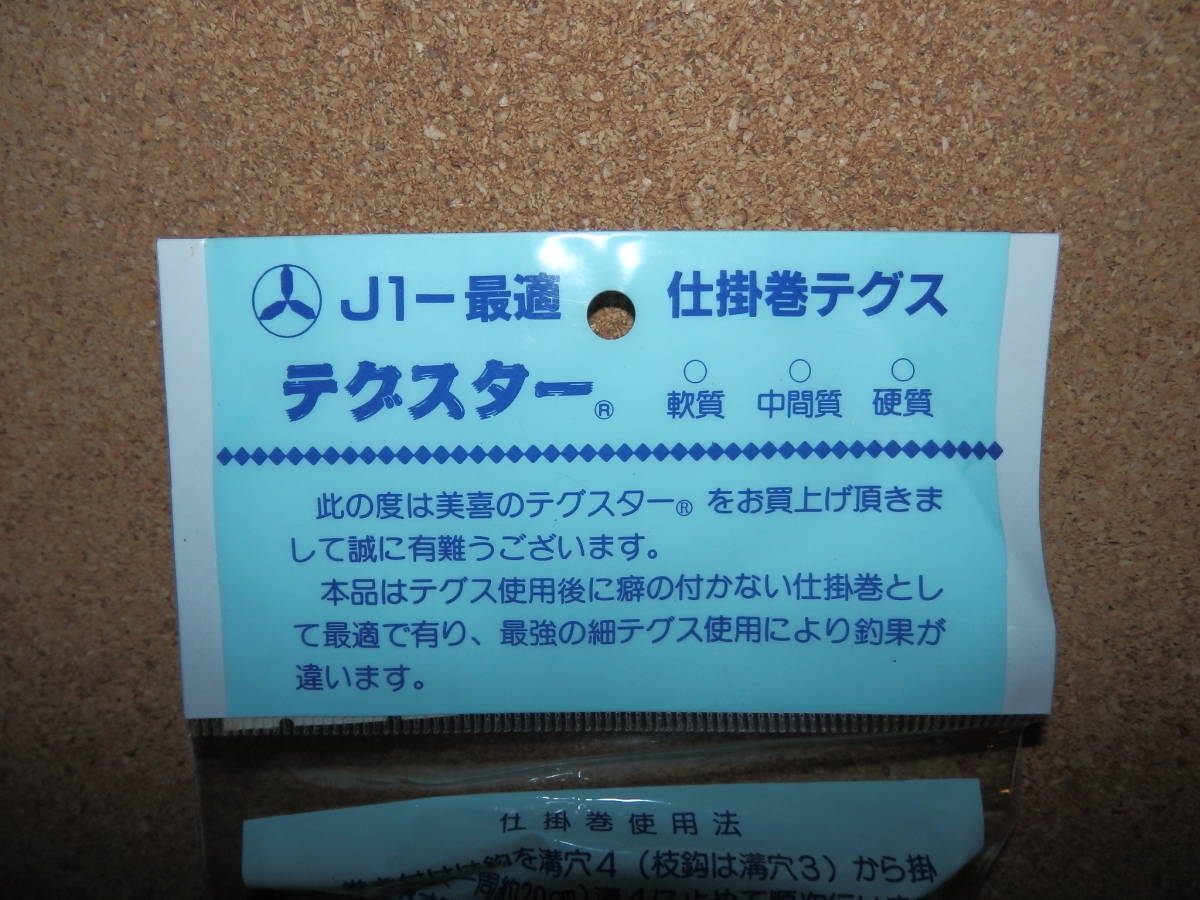 J1ー最適 仕掛巻テグス
テグスター® ○軟質 ○中間質 ○硬質
此の度は美喜のテグスター®をお買上げ頂きま
して誠に有難うございます。
本品はテグス使用後に癖の付かない仕掛巻とし
て最適で有り、最強の細テグス使用により釣果が
違います。
仕掛巻使用法
鈎を溝穴4(枝鈎は溝穴3)から掛